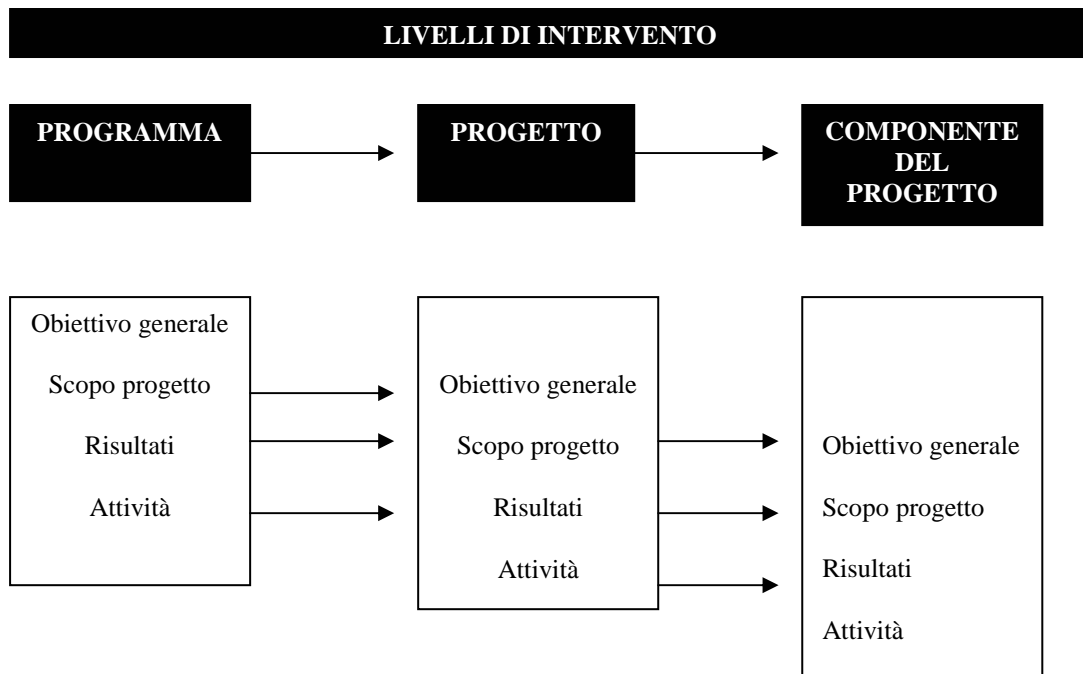 LIVELLI DI INTERVENTO
PROGRAMMA
PROGETTO
COMPONENTE
DEL
PROGETTO
Obiettivo generale
Scopo progetto
Risultati
Attività
Obiettivo generale
Scopo progetto
Risultati
Attività
Obiettivo generale
Scopo progetto
Risultati
Attività